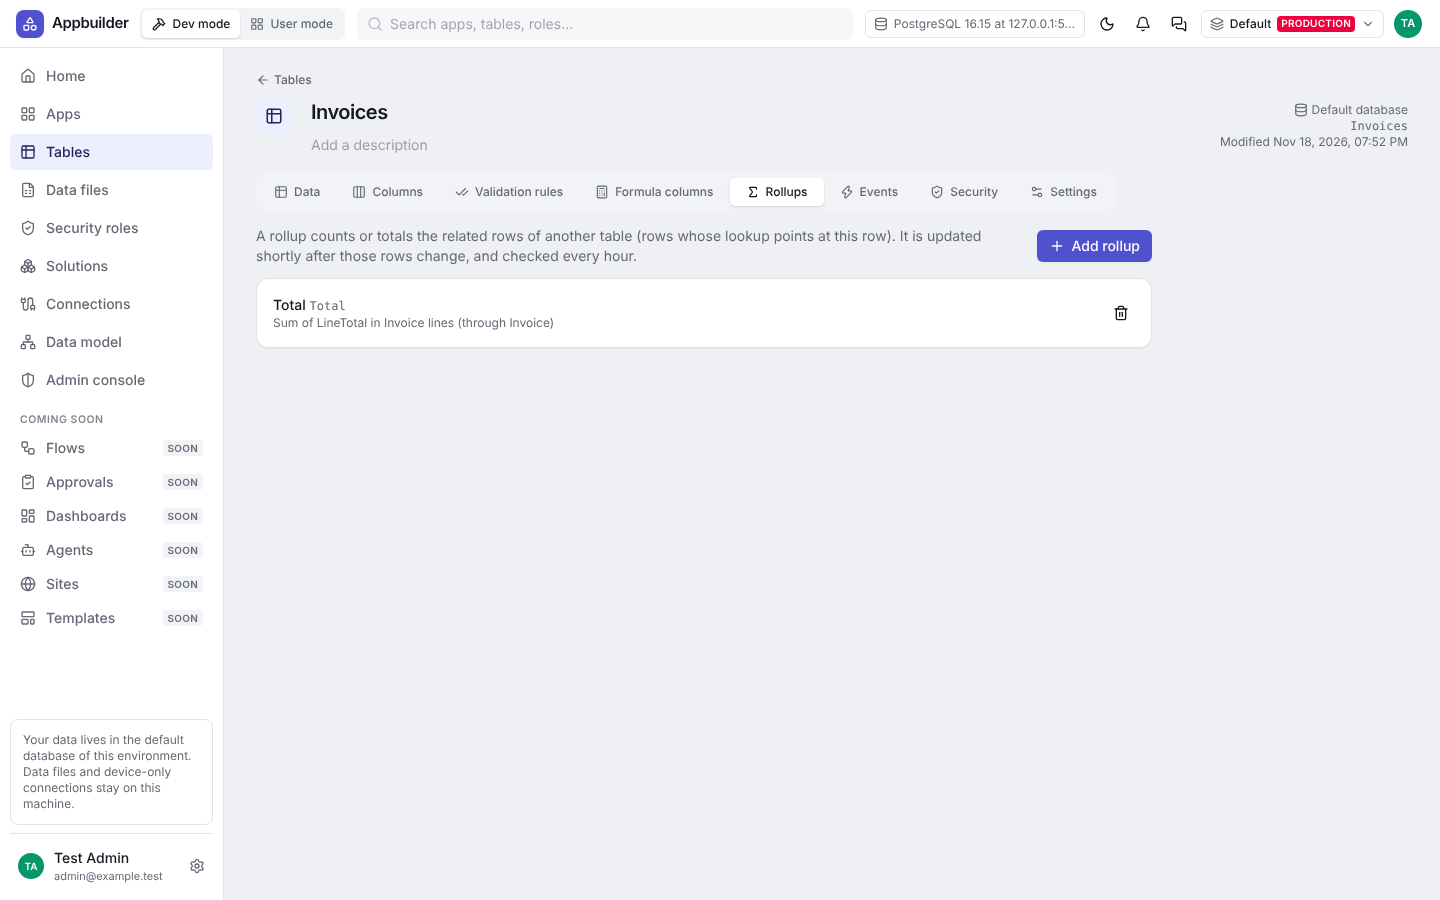 Appbuilder
Dev mode
User mode
Search apps, tables, roles...
PostgreSQL 16.15 at 127.0.0.1:5...
Default PRODUCTION
TA
Home
Apps
Tables
Data files
Security roles
Solutions
Connections
Data model
Admin console
COMING SOON
Flows SOON
Approvals SOON
Dashboards SOON
Agents SOON
Sites SOON
Templates SOON
Your data lives in the default
database of this environment.
Data files and device-only
connections stay on this
machine.
TA
Test Admin
admin@example.test
Tables
Invoices
Add a description
Default database
Invoices
Modified Nov 18, 2026, 07:52 PM
Data
Columns
Validation rules
Formula columns
Rollups
Events
Security
Settings
A rollup counts or totals the related rows of another table (rows whose lookup points at this row). It is updated
shortly after those rows change, and checked every hour.
Add rollup
Total Total
Sum of LineTotal in Invoice lines (through Invoice)